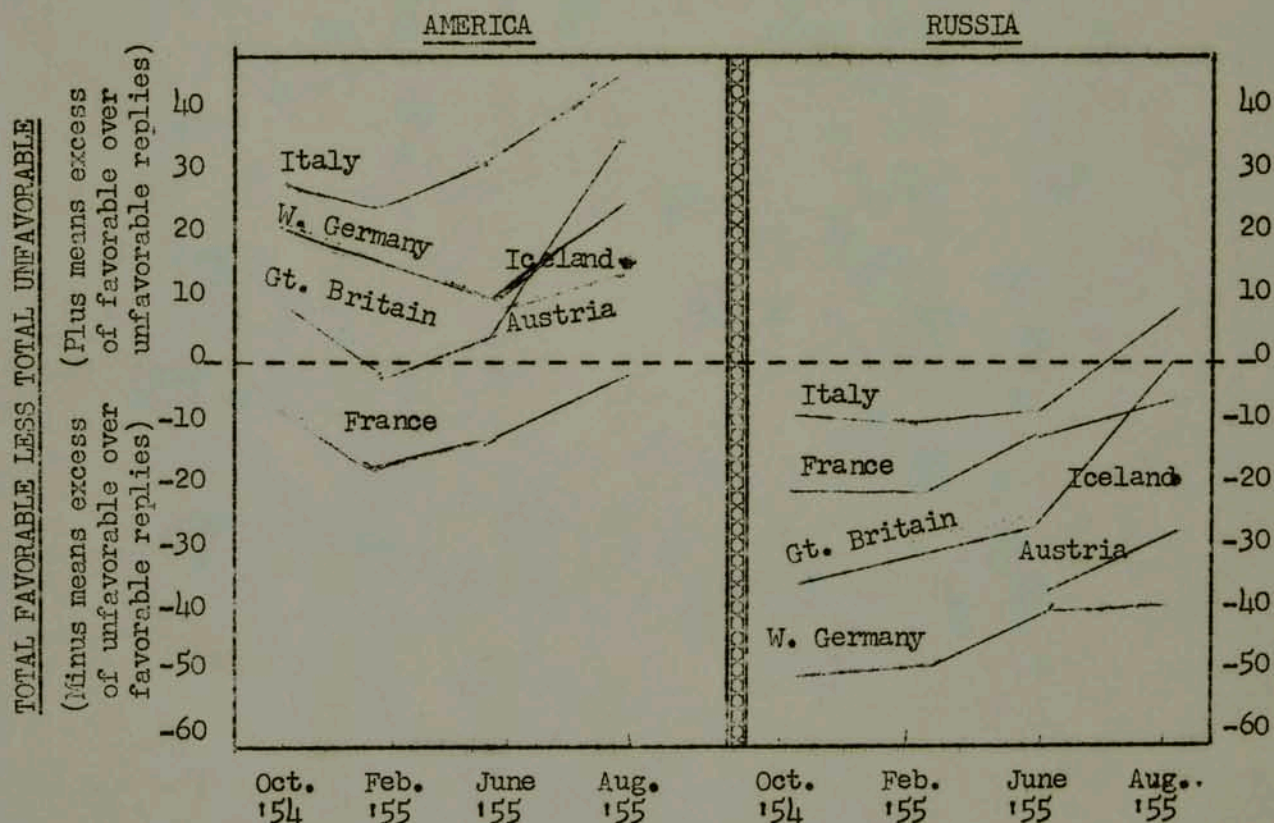 AMERICA
RUSSIA
TOTAL FAVORABLE LESS TOTAL UNFAVORABLE
(Plus means excess
of favorable over
unfavorable replies)
(Minus means excess
of unfavorable over
favorable replies)
40
30
20
10
0
-10
-20
-30
-40
-50
-60
Italy
W. Germany
Gt. Britain
Iceland
Austria
France
Italy
France
Gt. Britain
Iceland
Austria
W. Germany
40
30
20
10
0
-10
-20
-30
-40
-50
-60
Oct. Feb. June Aug. Oct. Feb. June Aug..
'54 '55 '55 '55 '54 '55 '55 '55